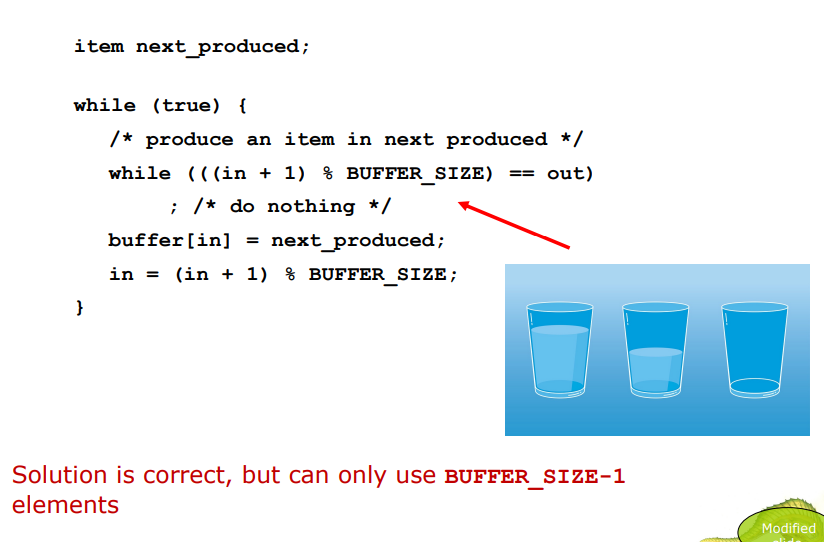 item next_produced;
while (true) {
/* produce an item in next produced */
while (((in + 1) % BUFFER_SIZE) == out)
; /* do nothing */
buffer[in] = next_produced;
in = (in + 1) % BUFFER_SIZE;
}
Solution is correct, but can only use BUFFER_SIZE-1
elements
Modified